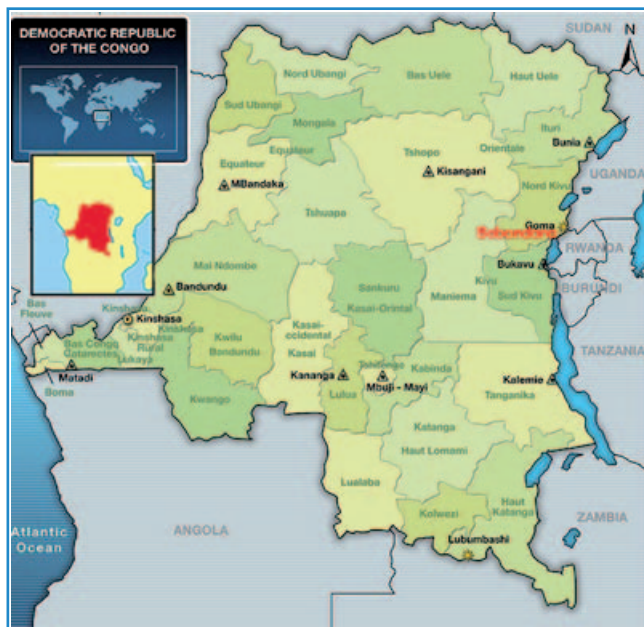 DEMOCRATIC REPUBLIC
OF THE CONGO
SUDAN
N
Nord Ubangi
Bas Uele
Haut Uele
Sud Ubangi
Mongala
Ituri
Equateur
Tshopo
Orientale
Bunia
Equateur
Kisangani
UGANDA
MBandaka
Nord Kivu
Tshuapa
Goma
RWANDA
Mai-Ndombe
Bukavu
Sankuru
Kivu
BURUNDI
Bandundu
Maniema
Sud Kivu
Bas
Fleuve
Kasai-Orintal
Kinshasa
Kinshasa
Kasai-
ccidental
TANZANIA
Kwilu
Kinshasa
Rural
Bas Congo
Bandundu
Kasai
Kabinda
Kalemie
Lukaya
Kananga
Mbuji - Mayi
Matadi
Lulua
Tanganika
Boma
Kwango
Katanga
Haut Lomami
Lualaba
Haut
Katanga
Kolwezi
ZAMBIA
ANGOLA
Atlantic
Ocean
Lubumbashi